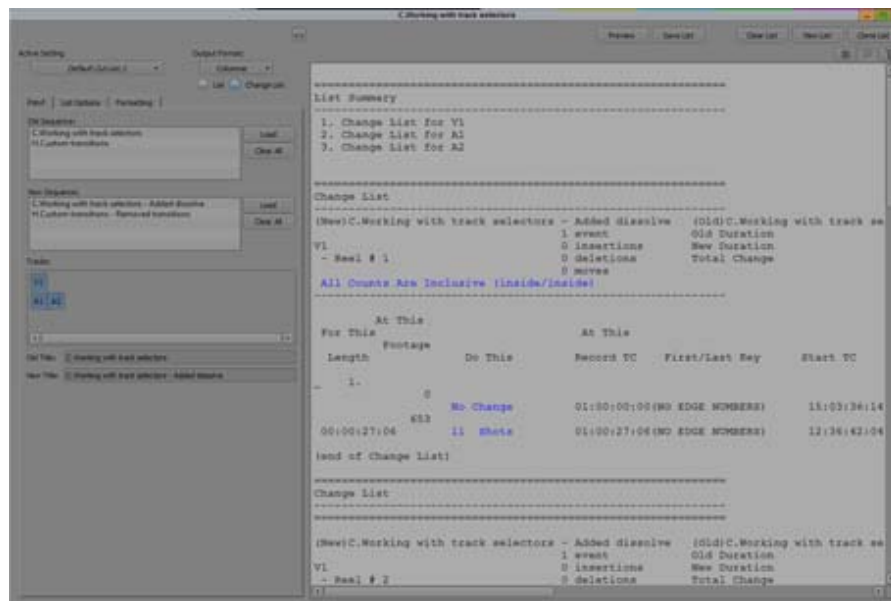 C.Working with track selectors
<<
Preview Save List Clear List New List Clone List
Active Setting: Output Format:
Columnar
List Change List
Input List Options Formatting
Old Sequence:
C.Working with track selectors Load
H.Custom transitions Clear All
New Sequence:
C.Working with track selectors - Added dissolve Load
H.Custom transitions - Removed transitions Clear All
Tracks:
V1
A1 A2
Old Title: C.Working with track selectors
New Title: C.Working with track selectors - Added dissolve
List Summary
1. Change List for V1
2. Change List for A1
3. Change List for A2
Change List
(New)C.Working with track selectors - Added dissolve (Old)C.Working with track se
1 event Old Duration
V1 0 insertions New Duration
- Reel # 1 0 deletions Total Change
0 moves
All Counts Are Inclusive (inside/inside)
At This
For This At This
Footage
Length Do This Record TC First/Last Key Start TC
1.
0
No Change 01:00:00:00(NO EDGE NUMBERS) 15:03:36:14
653
00:00:27:06 11 Shots 01:00:27:06(NO EDGE NUMBERS) 12:36:42:04
(end of Change List)
Change List
(New)C.Working with track selectors - Added dissolve (Old)C.Working with track se
1 event Old Duration
V1 0 insertions New Duration
- Reel # 2 0 deletions Total Change